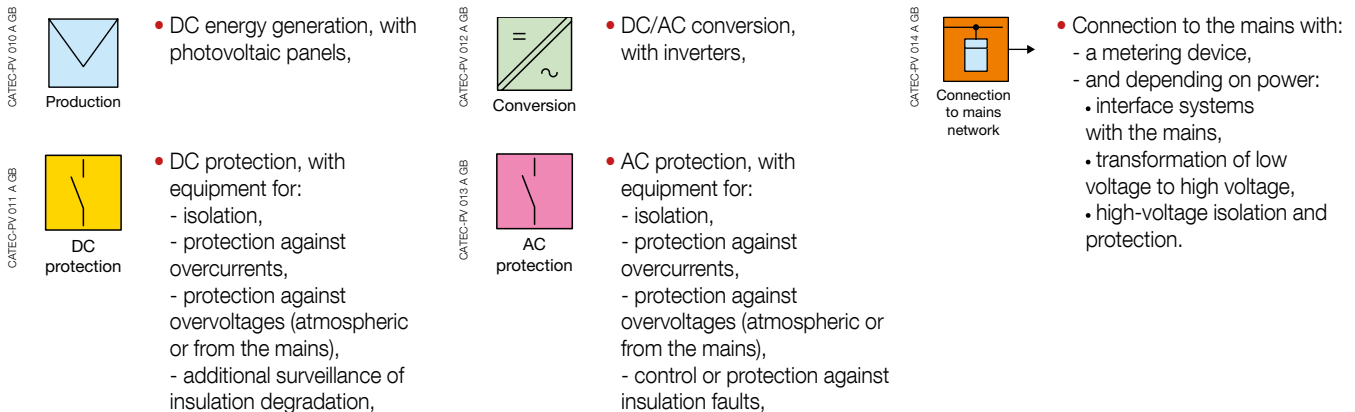 CATEC-PV 010 A GB
Production
• DC energy generation, with
photovoltaic panels,
CATEC-PV 011 A GB
DC
protection
• DC protection, with
equipment for:
- isolation,
- protection against
overcurrents,
- protection against
overvoltages (atmospheric
or from the mains),
- additional surveillance of
insulation degradation,
CATEC-PV 012 A GB
Conversion
• DC/AC conversion,
with inverters,
CATEC-PV 013 A GB
AC
protection
• AC protection, with
equipment for:
- isolation,
- protection against
overcurrents,
- protection against
overvoltages (atmospheric or
from the mains),
- control or protection against
insulation faults,
CATEC-PV 014 A GB
Connection
to mains
network
• Connection to the mains with:
- a metering device,
- and depending on power:
• interface systems
with the mains,
• transformation of low
voltage to high voltage,
• high-voltage isolation and
protection.